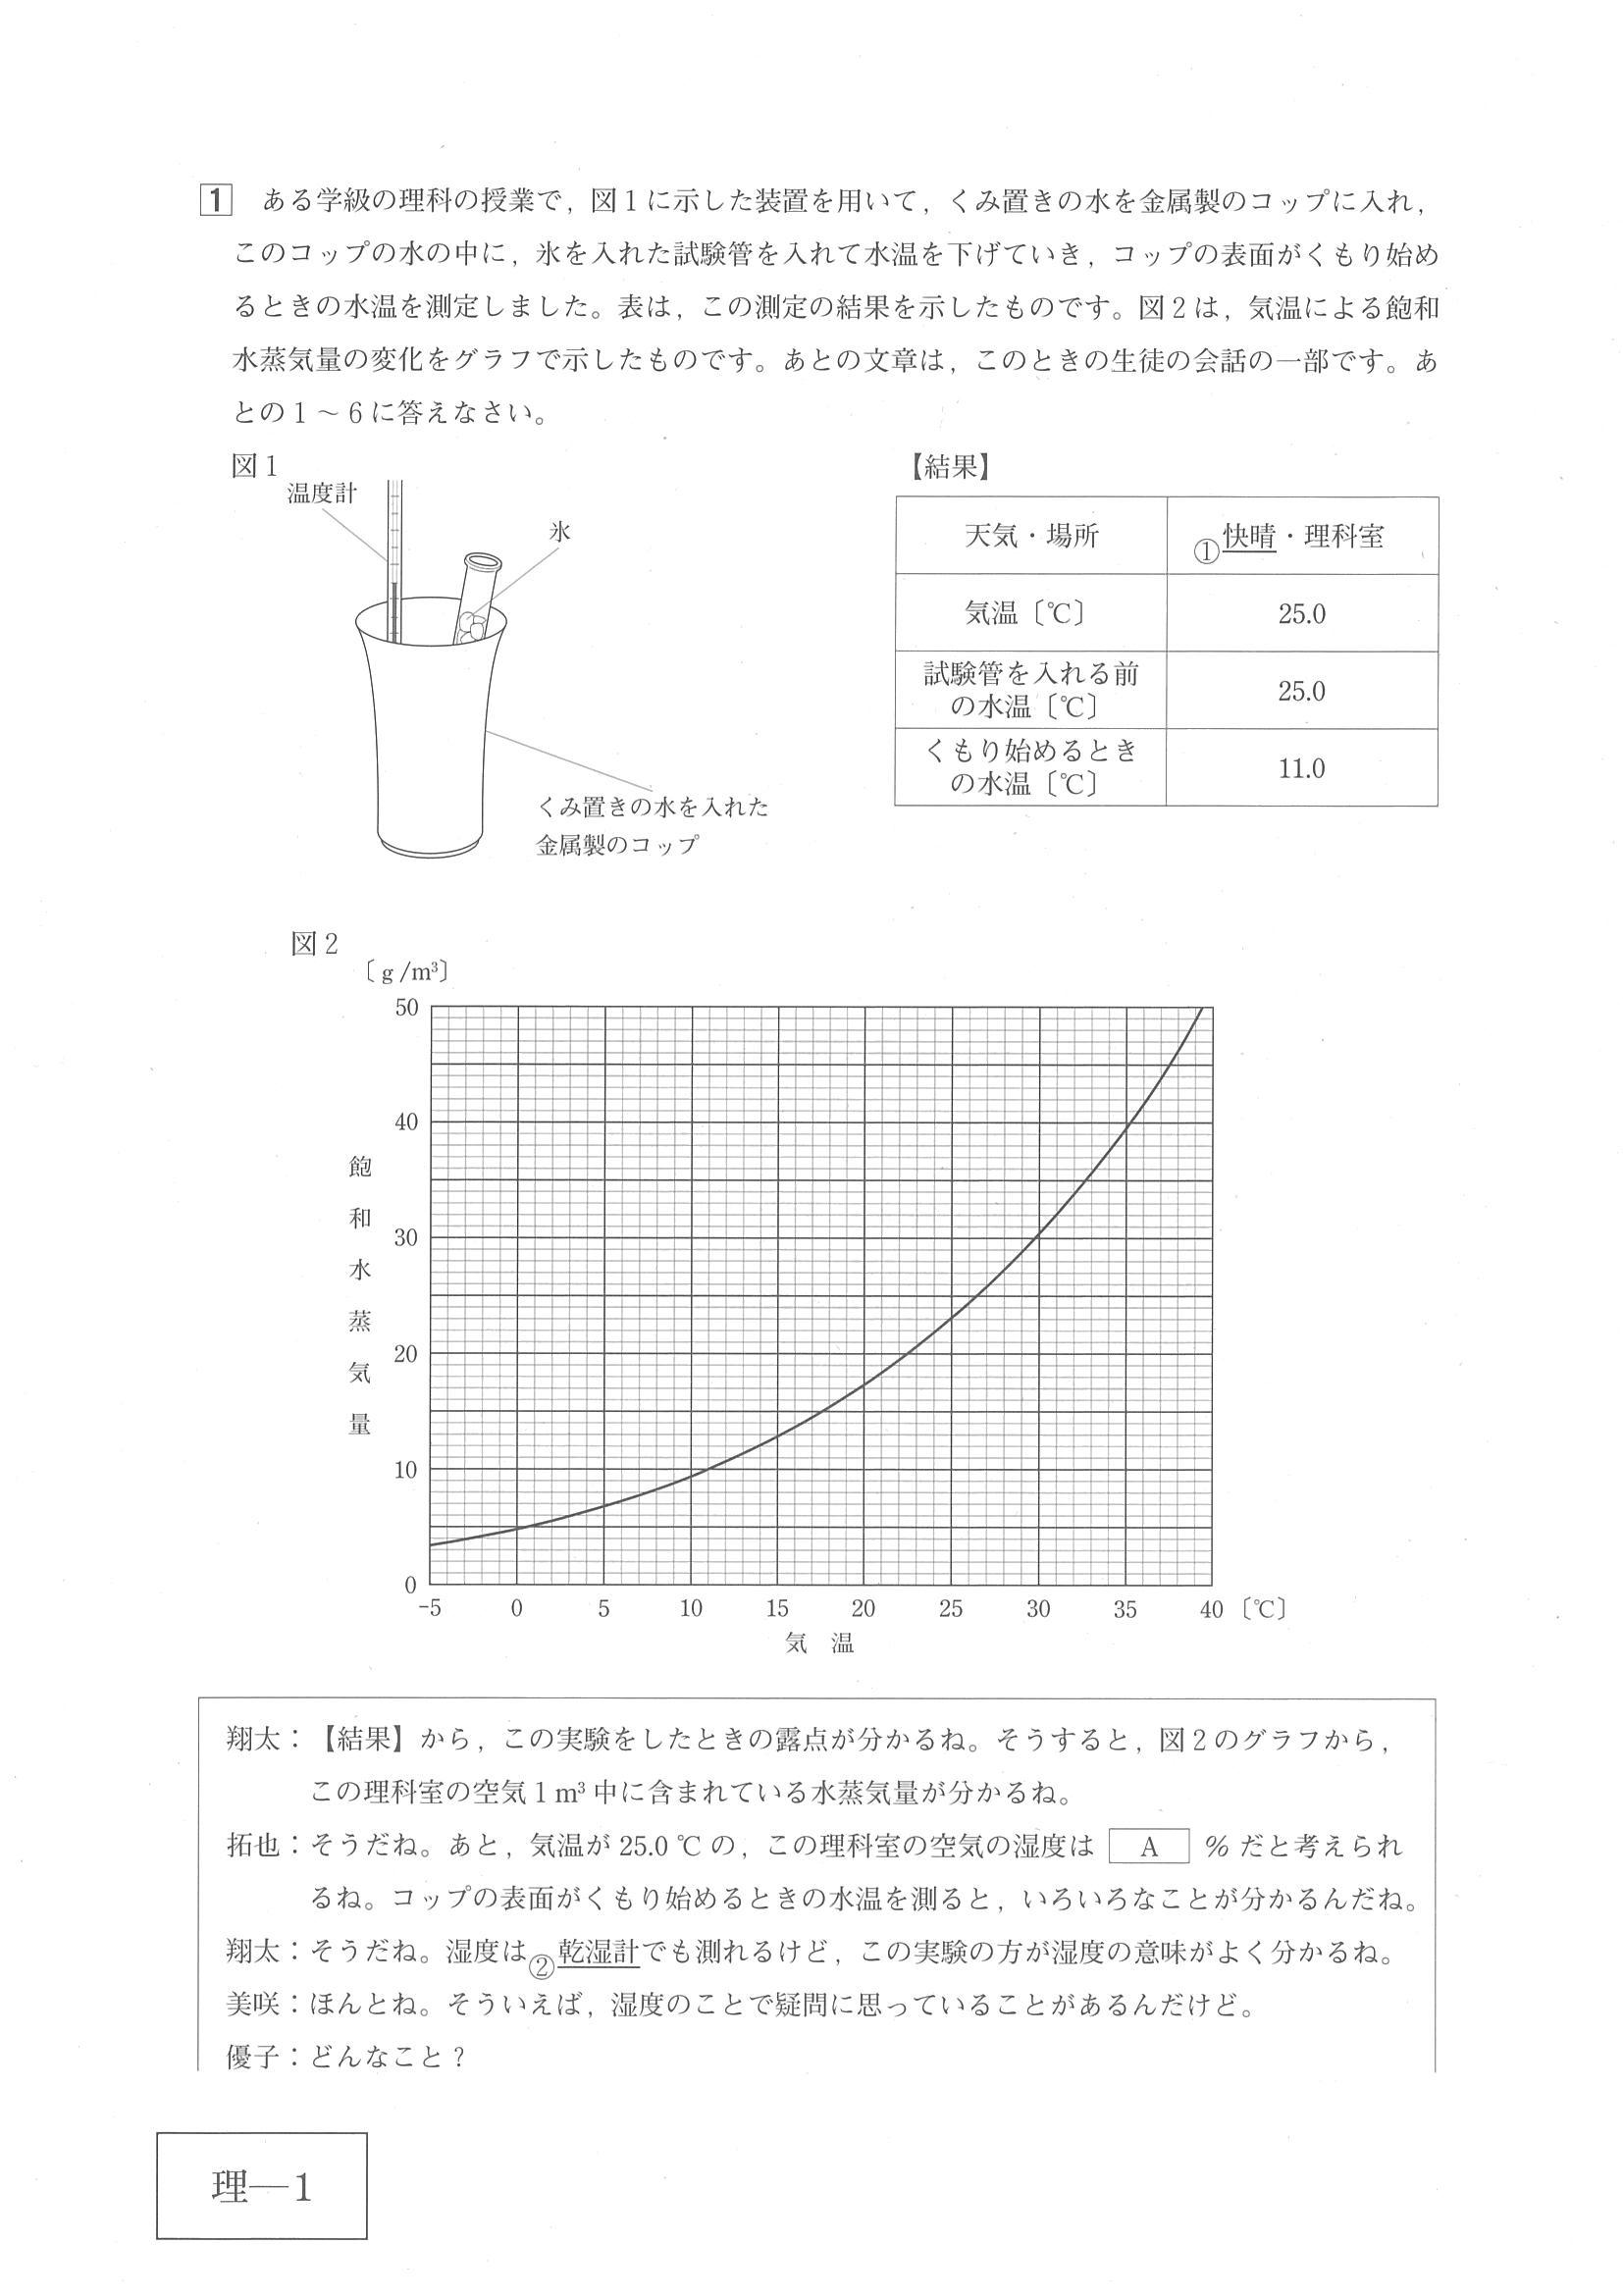 1 ある学級の理科の授業で，図１に示した装置を用いて，くみ置きの水を金属製のコップに入れ，
このコップの水の中に，氷を入れた試験管を入れて水温を下げていき，コップの表面がくもり始め
るときの水温を測定しました。表は，この測定の結果を示したものです。図２は，気温による飽和
水蒸気量の変化をグラフで示したものです。あとの文章は，このときの生徒の会話の一部です。あ
との１～６に答えなさい。
図１
温度計
氷
くみ置きの水を入れた
金属製のコップ
【結果】
天気・場所 ①快晴・理科室
気温〔℃〕 25.0
試験管を入れる前
の水温〔℃〕 25.0
くもり始めるとき
の水温〔℃〕 11.0
図２
〔g/m³〕
50
40
30
20
10
0
飽和水蒸気量
-5 0 5 10 15 20 25 30 35 40 〔℃〕
気　温
翔太：【結果】から，この実験をしたときの露点が分かるね。そうすると，図２のグラフから，
この理科室の空気１m³中に含まれている水蒸気量が分かるね。
拓也：そうだね。あと，気温が25.0℃の，この理科室の空気の湿度は A ％だと考えられ
るね。コップの表面がくもり始めるときの水温を測ると，いろいろなことが分かるんだね。
翔太：そうだね。湿度は②乾湿計でも測れるけど，この実験の方が湿度の意味がよく分かるね。
美咲：ほんとね。そういえば，湿度のことで疑問に思っていることがあるんだけど。
優子：どんなこと？
理—1